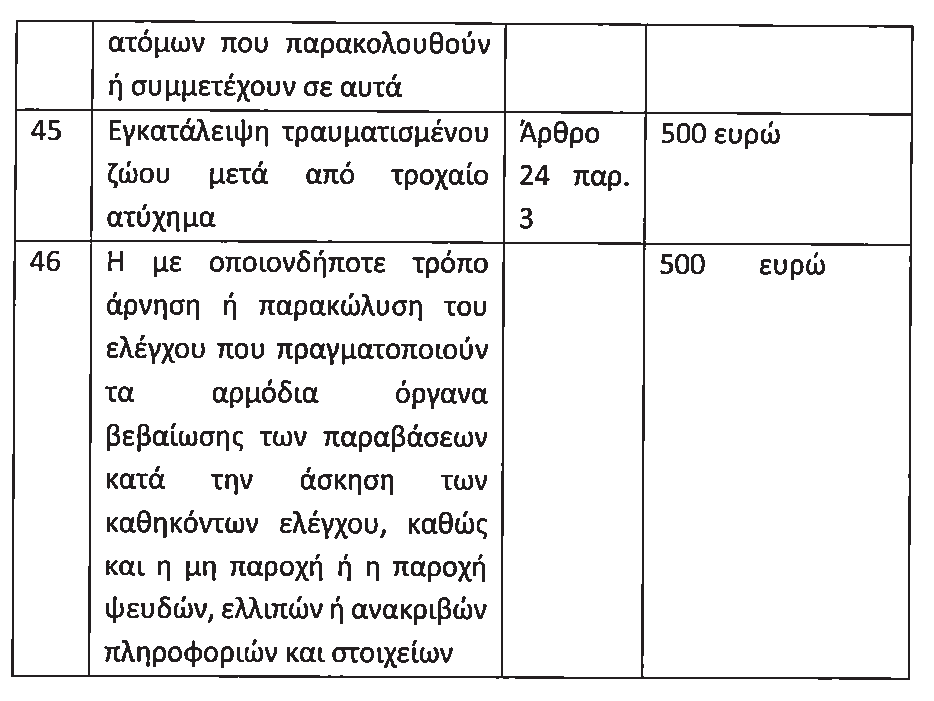 ατόμων που παρακολουθούν
ή συμμετέχουν σε αυτά
45 Εγκατάλειψη τραυματισμένου Άρθρο 500 ευρώ
ζώου μετά από τροχαίο 24 παρ.
ατύχημα 3
46 Η με οποιονδήποτε τρόπο 500 ευρώ
άρνηση ή παρακώλυση του
ελέγχου που πραγματοποιούν
τα αρμόδια όργανα
βεβαίωσης των παραβάσεων
κατά την άσκηση των
καθηκόντων ελέγχου, καθώς
και η μη παροχή ή η παροχή
ψευδών, ελλιπών ή ανακριβών
πληροφοριών και στοιχείων